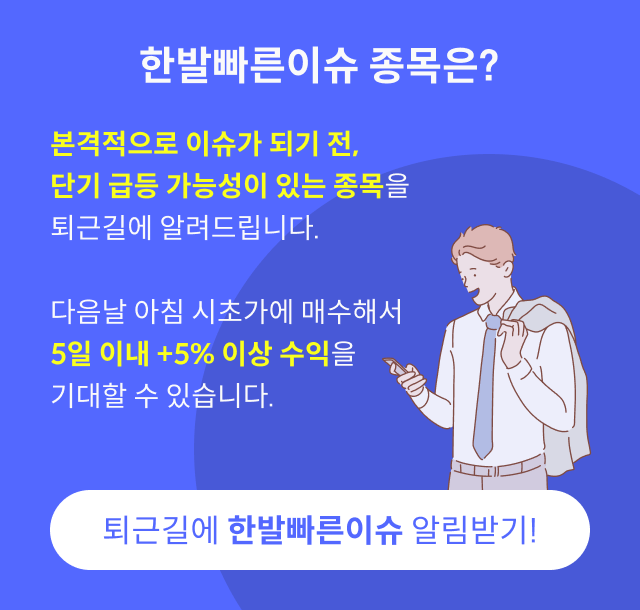 한발빠른이슈 종목은?
본격적으로 이슈가 되기 전,
단기 급등 가능성이 있는 종목을
퇴근길에 알려드립니다.
다음날 아침 시초가에 매수해서
5일 이내 +5% 이상 수익을
기대할 수 있습니다.
퇴근길에 한발빠른이슈 알림받기!